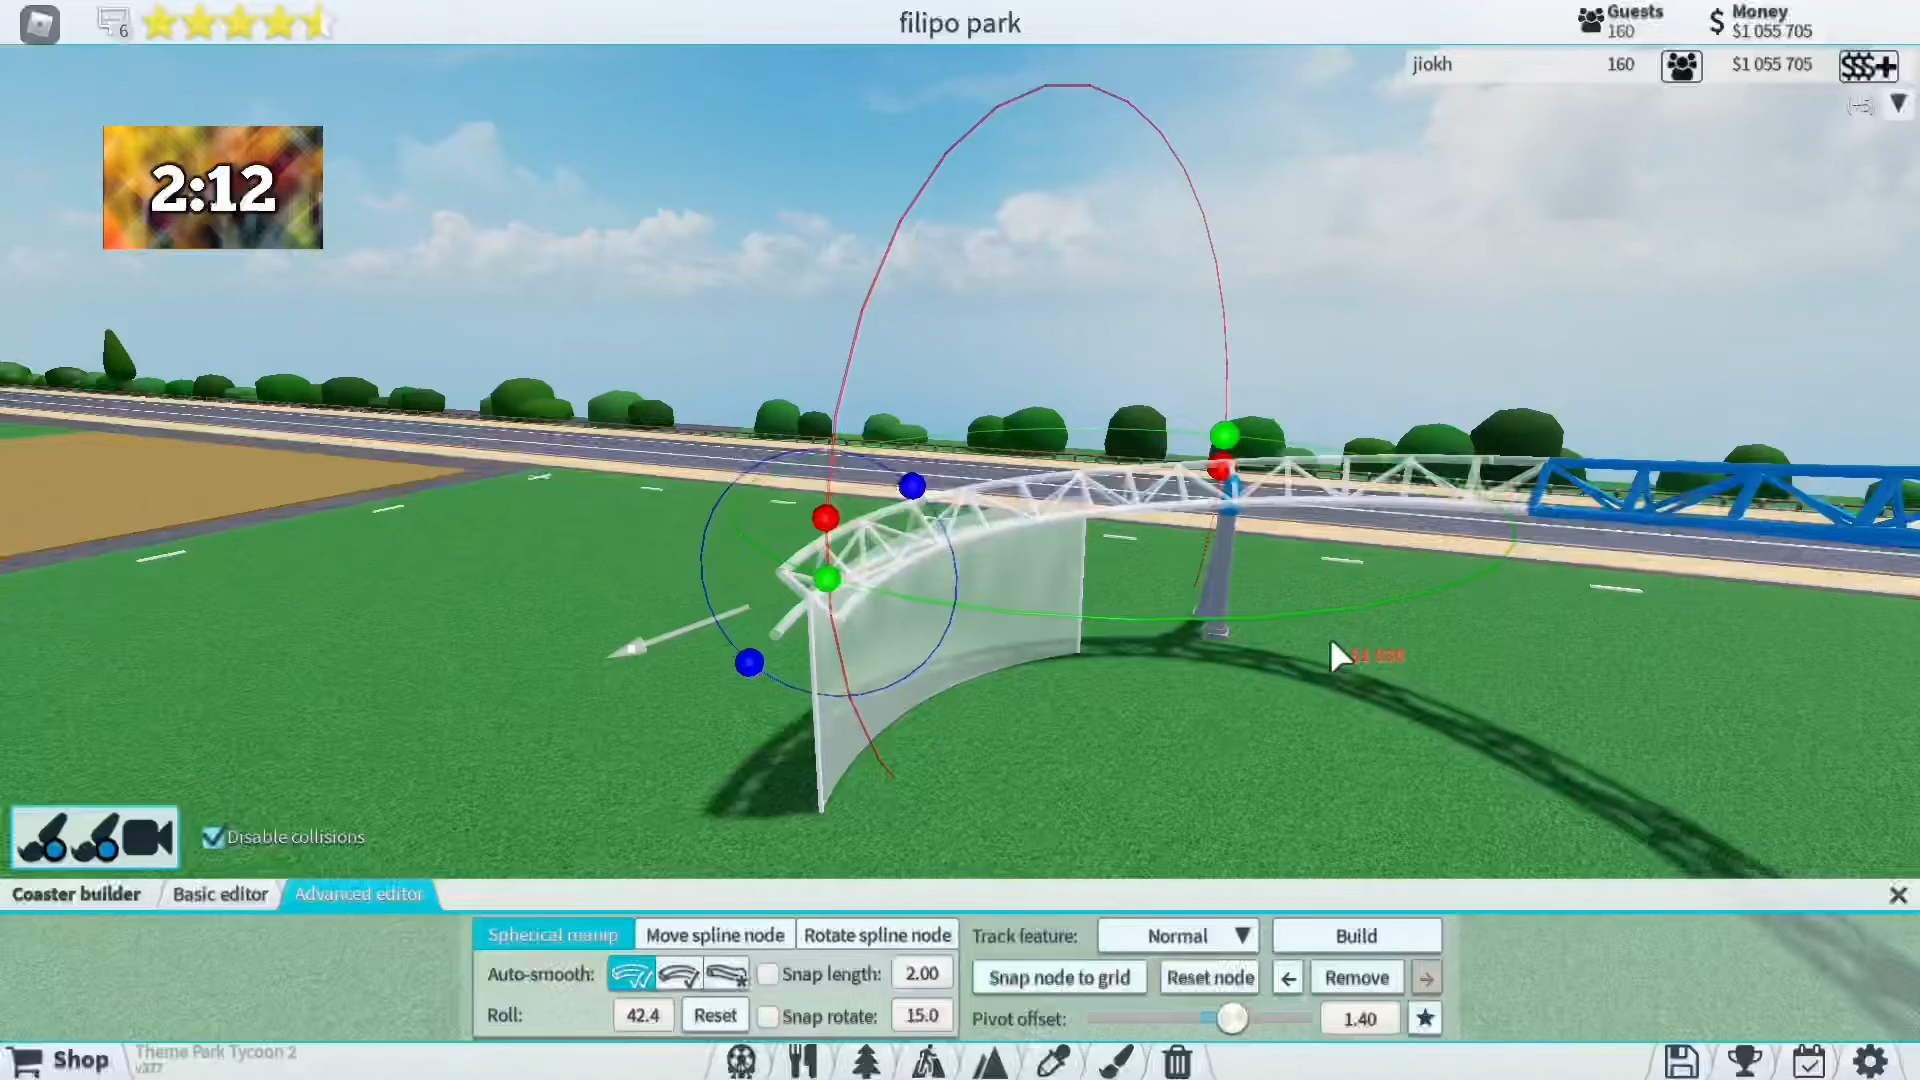 6
filipo park
Guests
160
$
Money
$1 055 705
jiokh
160
$1 055 705
$$$+
2:12
Disable collisions
Coaster builder
Basic editor
Advanced editor
Spherical manip
Move spline node
Rotate spline node
Track feature:
Normal
Build
Auto-smooth:
Snap length:
2.00
Snap node to grid
Reset node
Remove
Roll:
42.4
Reset
Snap rotate:
15.0
Pivot offset:
1.40
Shop
Theme Park Tycoon 2
v377